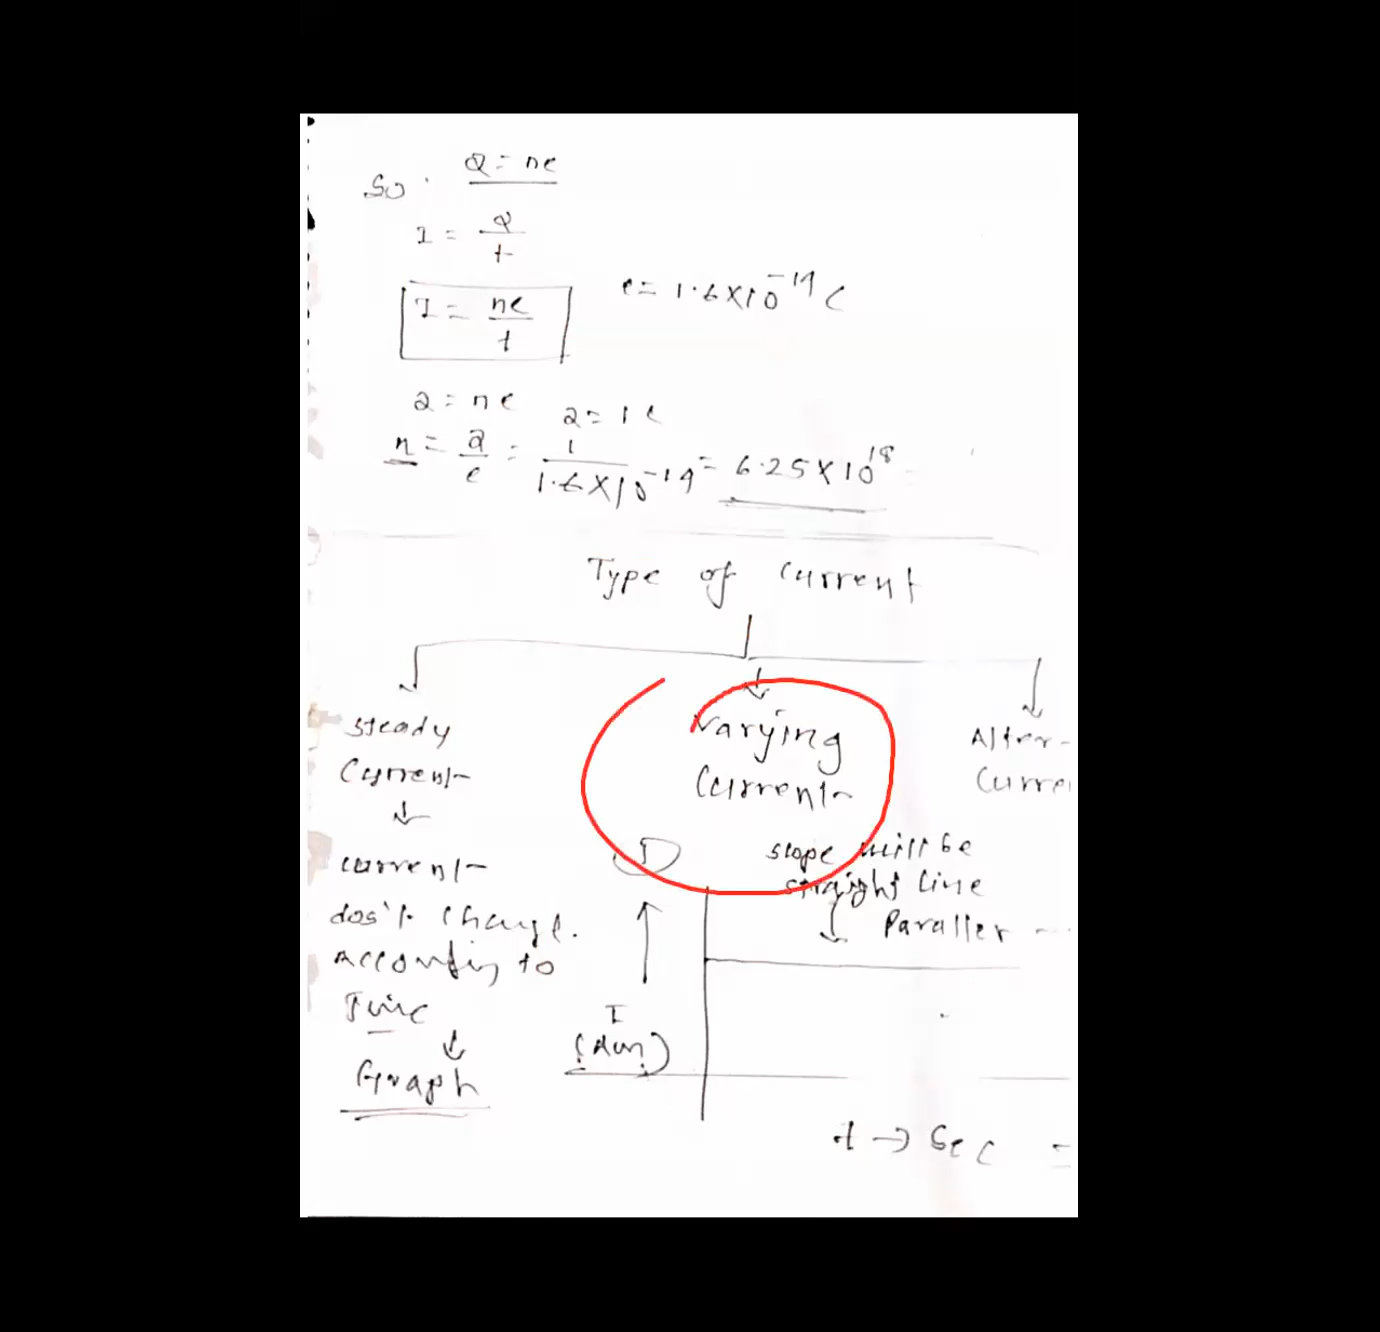 Q = ne
So
I = Q/t
I = ne/t
e = 1.6×10⁻¹⁹ C
Q = ne Q = 1 C
n = Q/e = 1/1.6×10⁻¹⁹ = 6.25×10¹⁸
Type of current
steady
Current
Varying
Current
Alter-
Curre
current
dos't change.
According to
Time
Graph
slope will be
straight line
Paraller
I
t → Sec